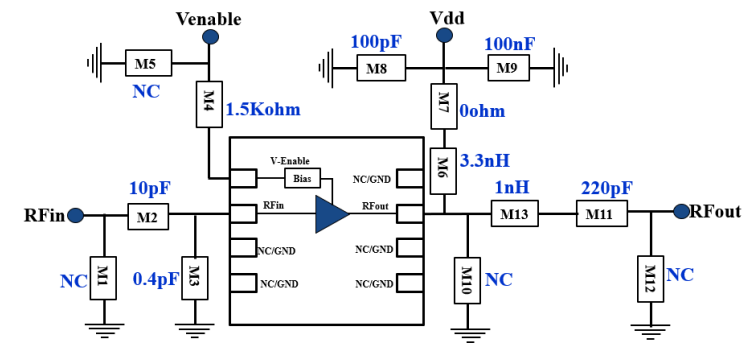 Venable
Vdd
100pF
100nF
M5
M8
M9
NC
M4
1.5Kohm
M7
0ohm
V-Enable
Bias
NC/GND
M6
3.3nH
10pF
1nH
220pF
RFin
M2
RFin
RFout
M13
M11
RFout
NC
M1
0.4pF
M3
NC/GND
NC/GND
M10
NC
M12
NC
NC/GND
NC/GND